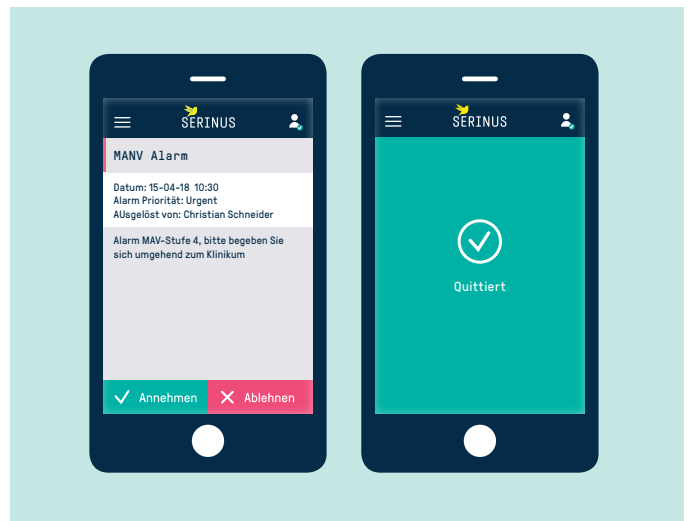 SERINUS
MANV Alarm
Datum: 15-04-18 10:30
Alarm Priorität: Urgent
AUsgelöst von: Christian Schneider
Alarm MAV-Stufe 4, bitte begeben Sie
sich umgehend zum Klinikum
Annehmen
Ablehnen
SERINUS
Quittiert